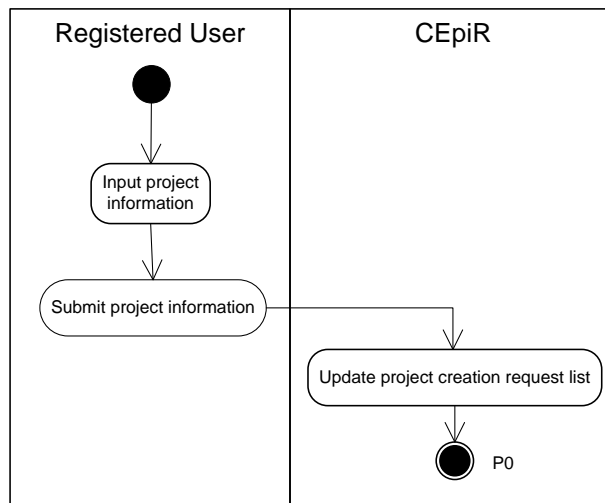 Registered User
CEpiR
Input project
information
Submit project information
Update project creation request list
P0